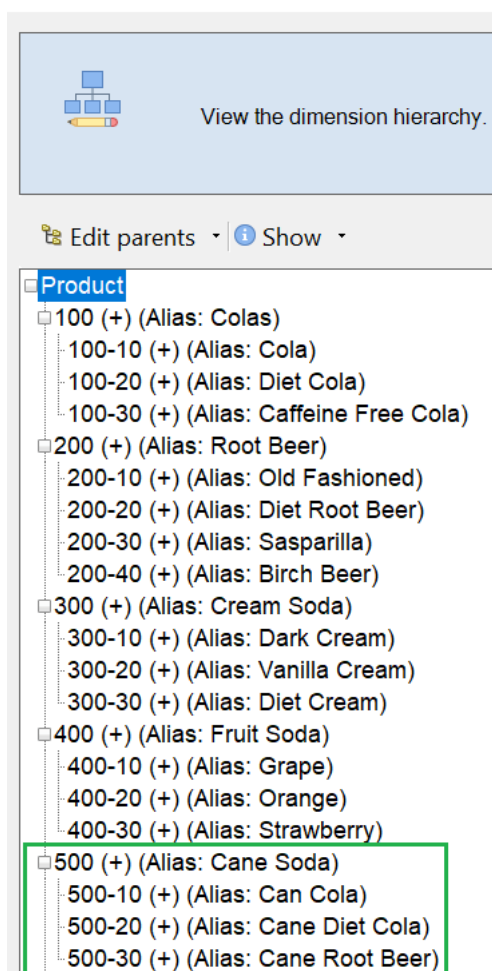 View the dimension hierarchy.
Edit parents Show
Product
100 (+) (Alias: Colas)
100-10 (+) (Alias: Cola)
100-20 (+) (Alias: Diet Cola)
100-30 (+) (Alias: Caffeine Free Cola)
200 (+) (Alias: Root Beer)
200-10 (+) (Alias: Old Fashioned)
200-20 (+) (Alias: Diet Root Beer)
200-30 (+) (Alias: Sasparilla)
200-40 (+) (Alias: Birch Beer)
300 (+) (Alias: Cream Soda)
300-10 (+) (Alias: Dark Cream)
300-20 (+) (Alias: Vanilla Cream)
300-30 (+) (Alias: Diet Cream)
400 (+) (Alias: Fruit Soda)
400-10 (+) (Alias: Grape)
400-20 (+) (Alias: Orange)
400-30 (+) (Alias: Strawberry)
500 (+) (Alias: Cane Soda)
500-10 (+) (Alias: Can Cola)
500-20 (+) (Alias: Cane Diet Cola)
500-30 (+) (Alias: Cane Root Beer)